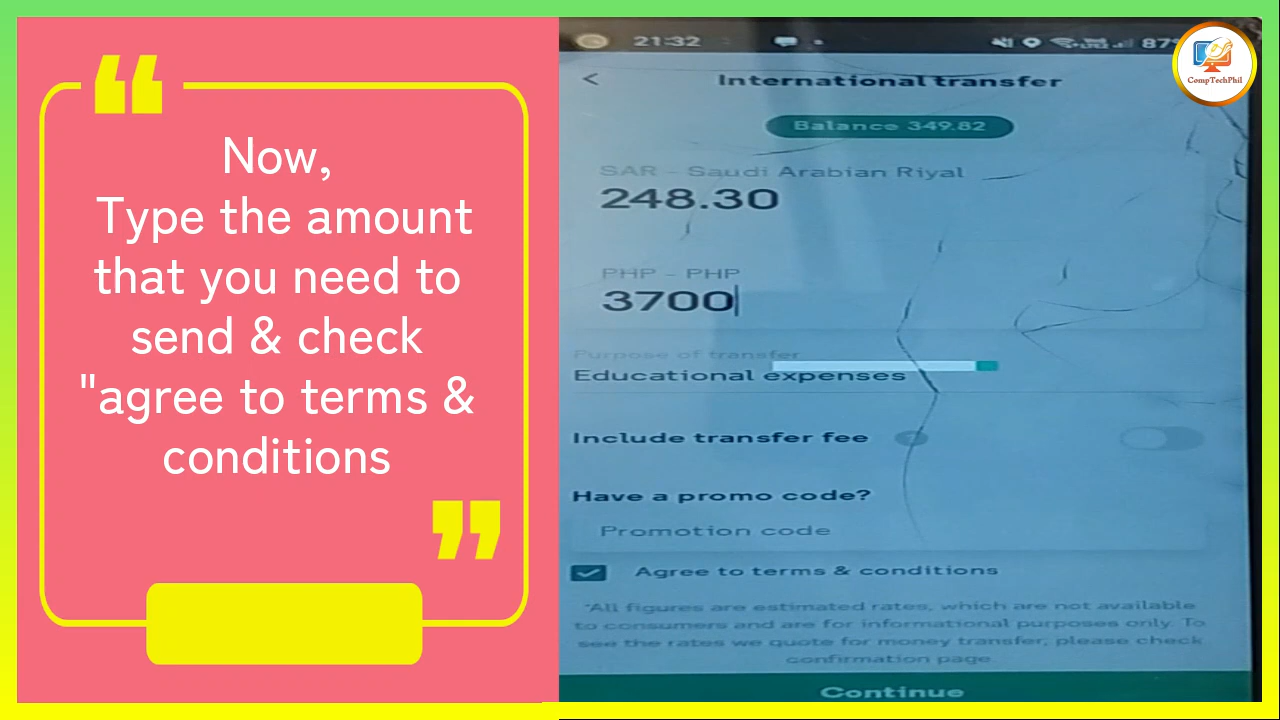 Now,
Type the amount
that you need to
send & check
"agree to terms &
conditions
21:32
87
CompTechPhil
International transfer
Balance 349.82
SAR - Saudi Arabian Riyal
248.30
PHP - PHP
3700
Purpose of transfer
Educational expenses
Include transfer fee
Have a promo code?
Promotion code
Agree to terms & conditions
*All figures are estimated rates, which are not available
to consumers and are for informational purposes only. To
see the rates we quote for money transfer, please check
confirmation page.
Continue